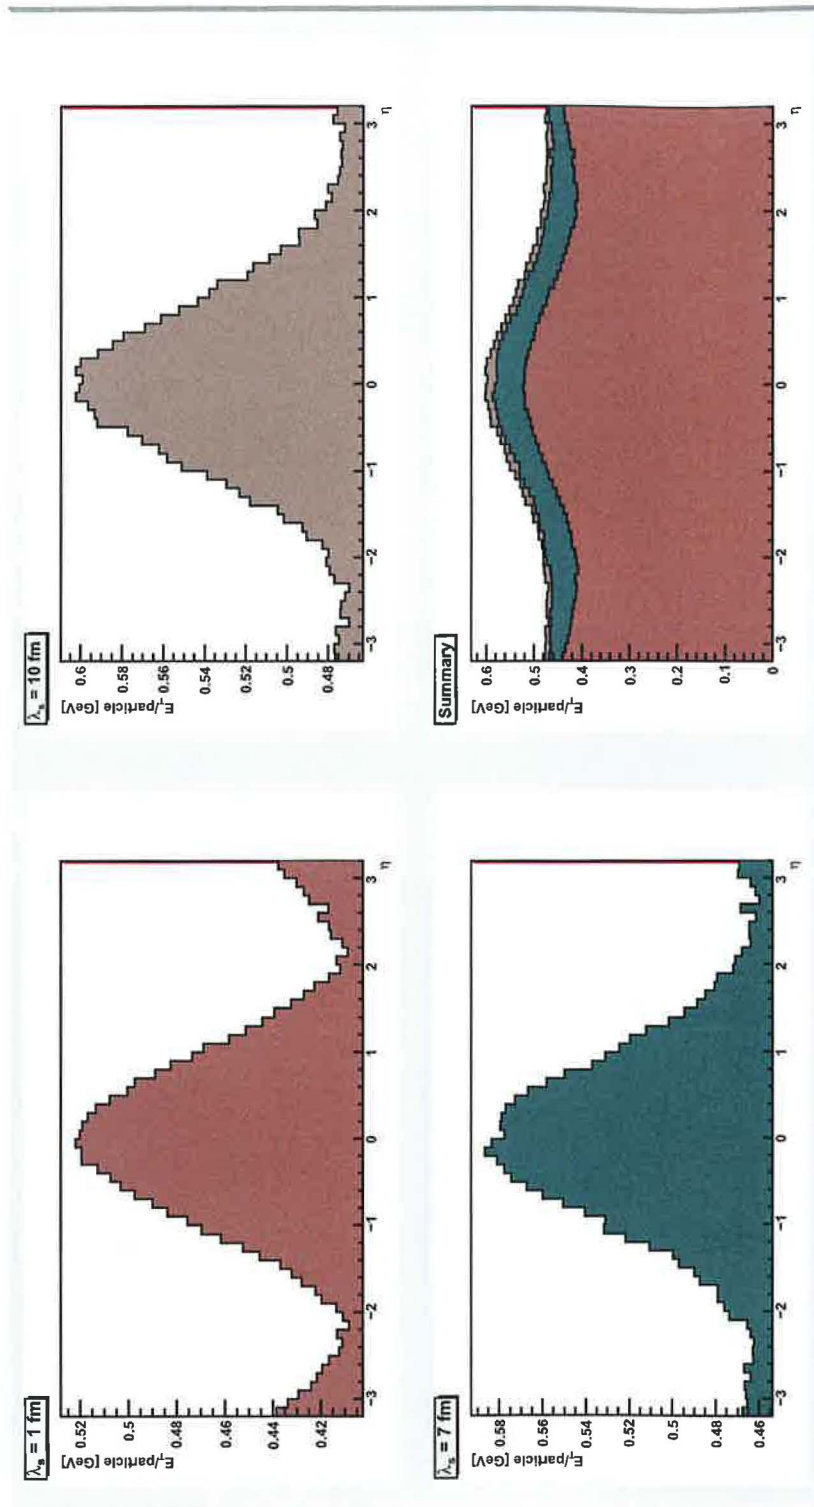 λs = 1 fm
ET/particle [GeV]
0.52
0.5
0.48
0.46
0.44
0.42
-3 -2 -1 0 1 2 3
η
λs = 10 fm
ET/particle [GeV]
0.6
0.58
0.56
0.54
0.52
0.5
0.48
-3 -2 -1 0 1 2 3
η
λs = 7 fm
ET/particle [GeV]
0.58
0.56
0.54
0.52
0.5
0.48
0.46
-3 -2 -1 0 1 2 3
η
Summary
ET/particle [GeV]
0.6
0.5
0.4
0.3
0.2
0.1
0
-3 -2 -1 0 1 2 3
η